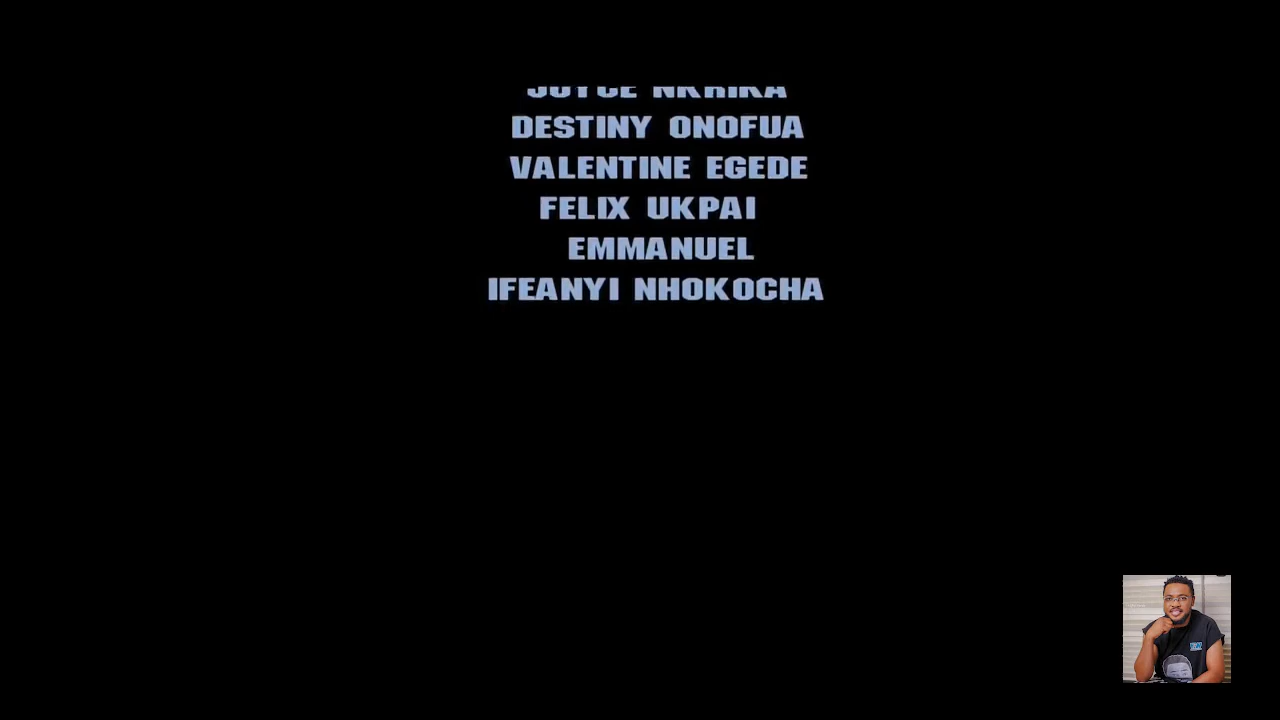 DESTINY ONOFUA
VALENTINE EGEDE
FELIX UKPAI
EMMANUEL
IFEANYI NHOKOCHA